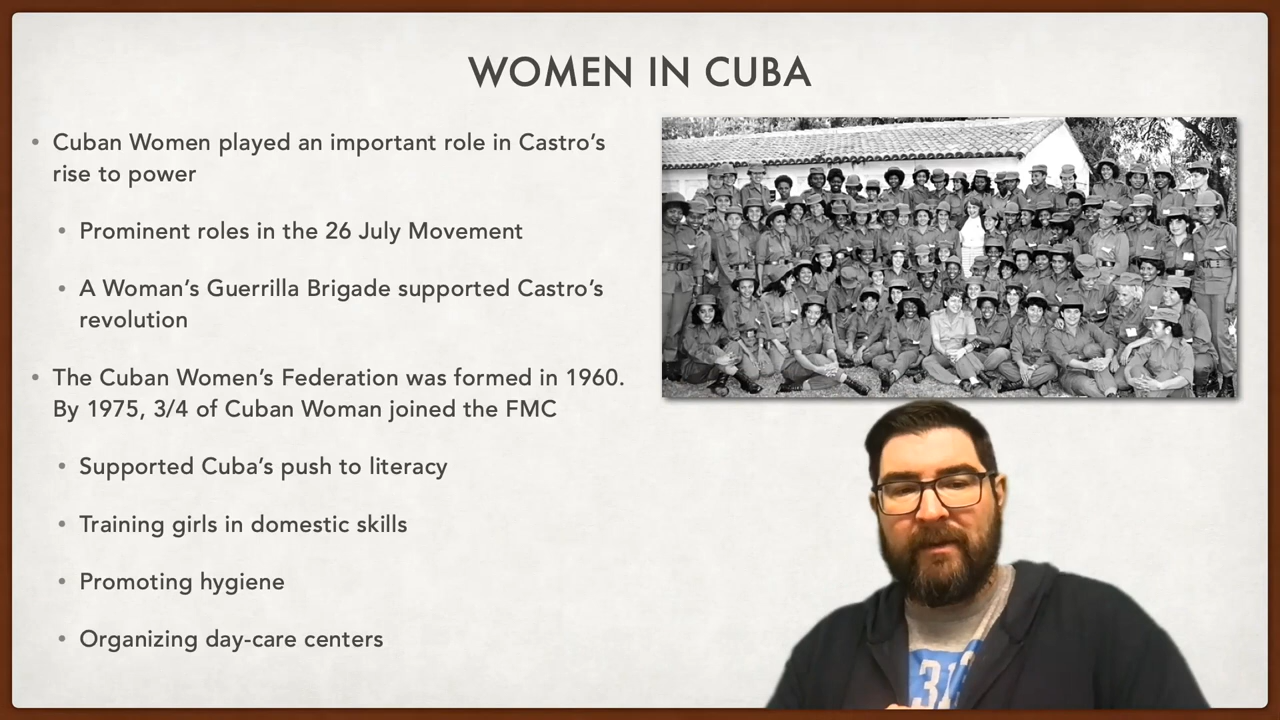 WOMEN IN CUBA
• Cuban Women played an important role in Castro’s
rise to power
• Prominent roles in the 26 July Movement
• A Woman’s Guerrilla Brigade supported Castro’s
revolution
• The Cuban Women’s Federation was formed in 1960.
By 1975, 3/4 of Cuban Woman joined the FMC
• Supported Cuba’s push to literacy
• Training girls in domestic skills
• Promoting hygiene
• Organizing day-care centers
313